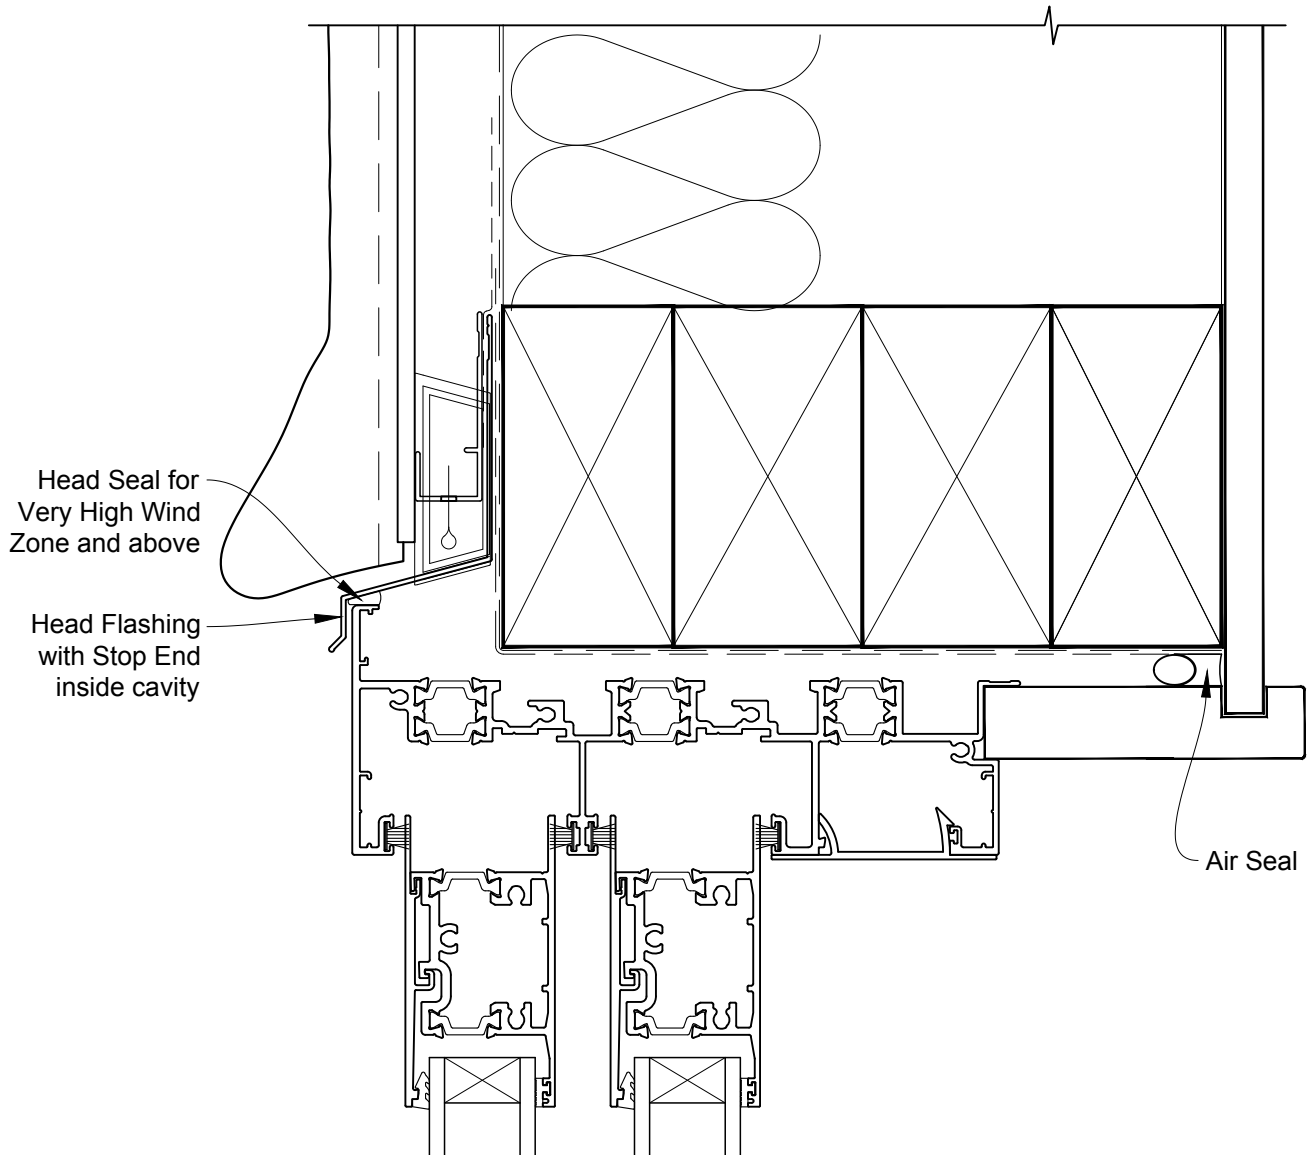 Head Seal for
Very High Wind
Zone and above
Head Flashing
with Stop End
inside cavity
Air Seal